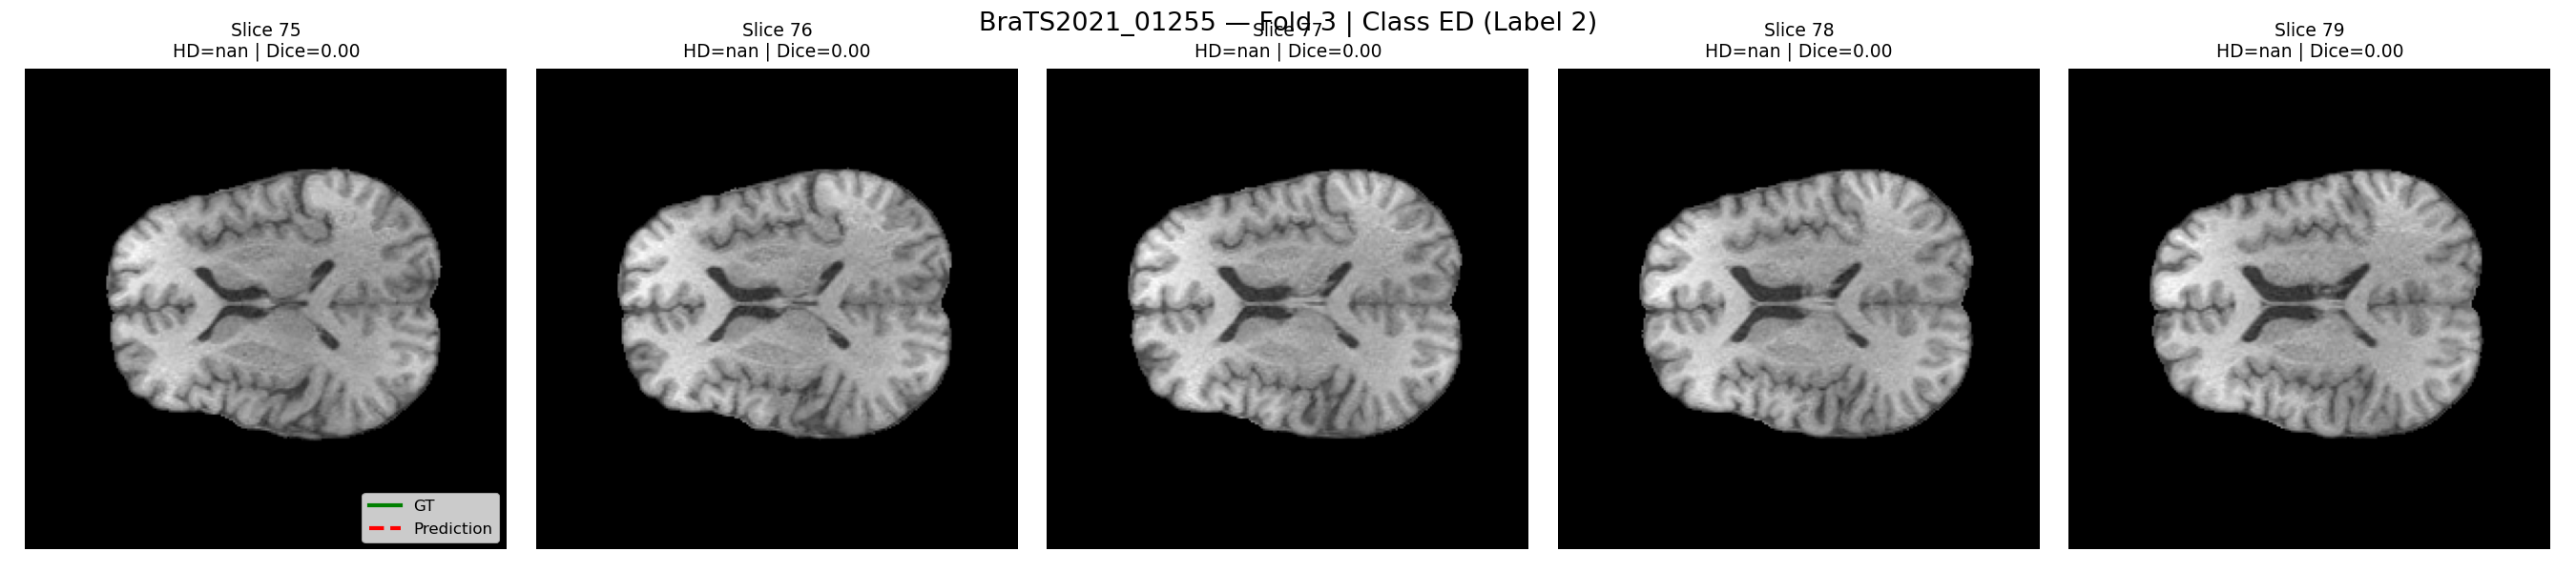 BraTS2021_01255 — Fold 3 | Class ED (Label 2)
Slice 75
HD=nan | Dice=0.00
Slice 76
HD=nan | Dice=0.00
Slice 77
HD=nan | Dice=0.00
Slice 78
HD=nan | Dice=0.00
Slice 79
HD=nan | Dice=0.00
GT
Prediction